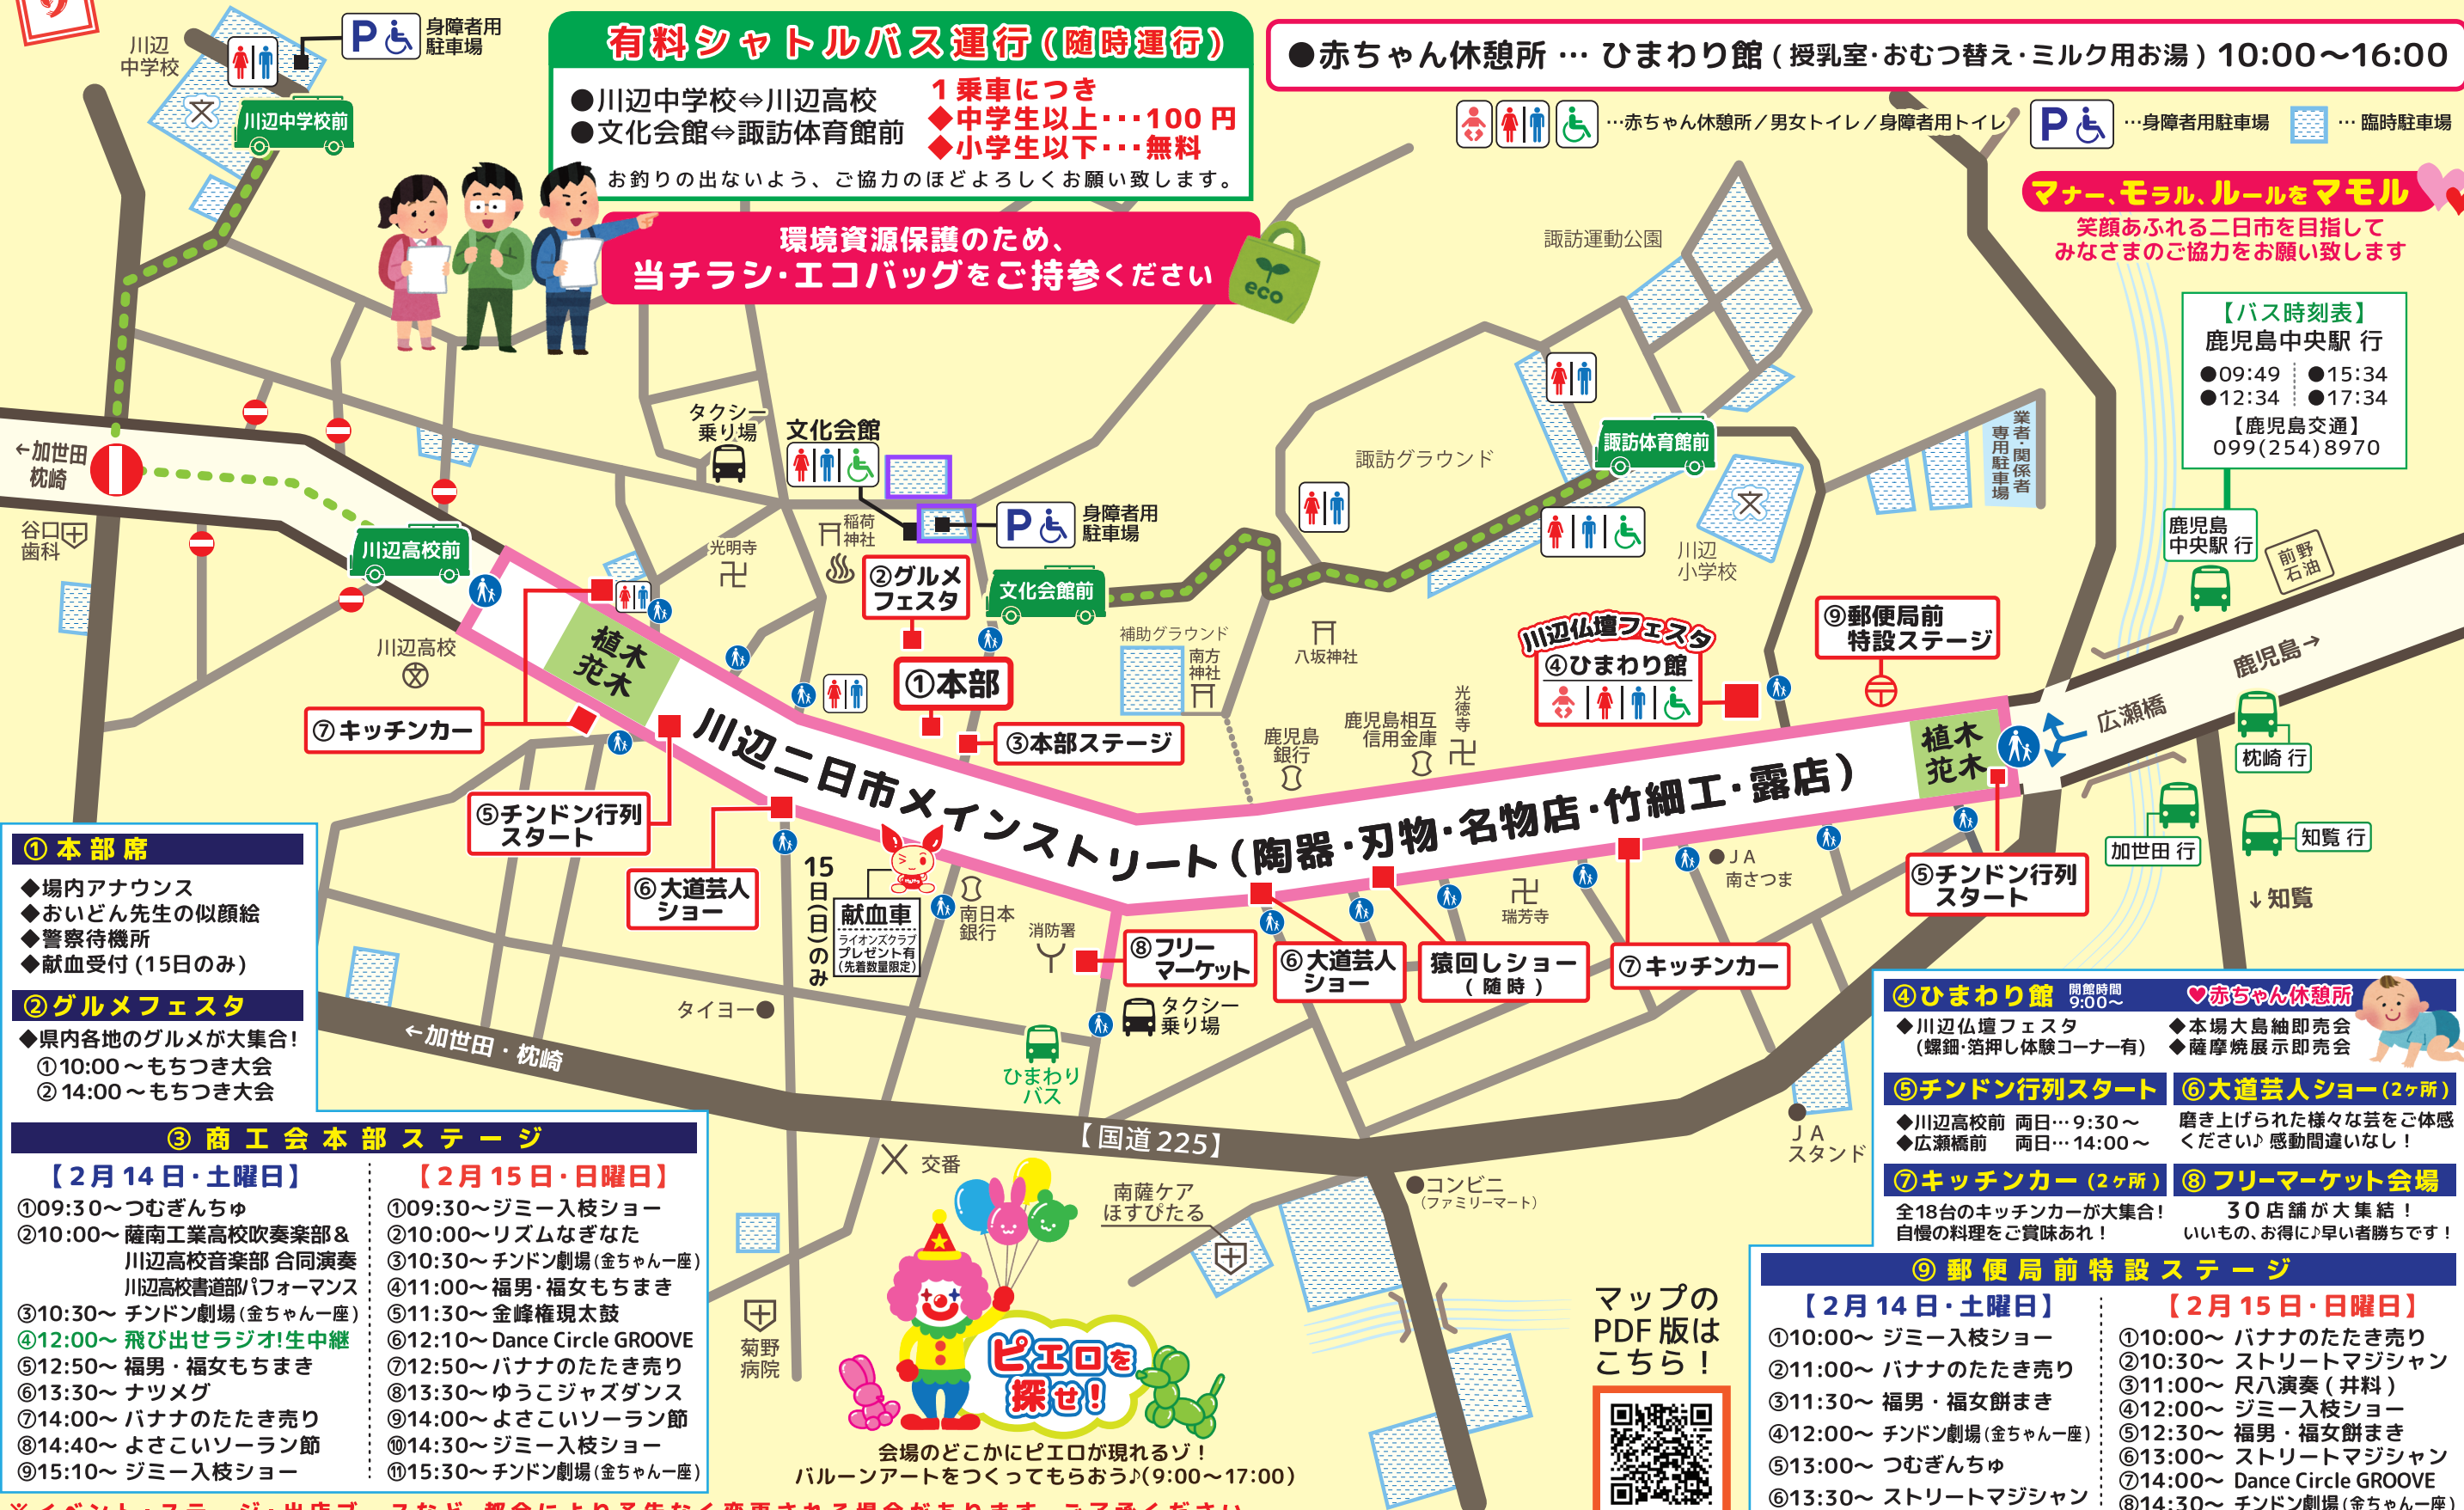 川辺
中学校
身障者用
駐車場
川辺中学校前
有料シャトルバス運行(随時運行)
●川辺中学校⇔川辺高校
●文化会館⇔諏訪体育館前
1乗車につき
◆中学生以上･･･100円
◆小学生以下･･･無料
お釣りの出ないよう、ご協力のほどよろしくお願い致します。
環境資源保護のため、
当チラシ･エコバッグをご持参ください
eco
●赤ちゃん休憩所 … ひまわり館(授乳室･おむつ替え･ミルク用お湯)10:00〜16:00
…赤ちゃん休憩所／男女トイレ／身障者用トイレ
P
…身障者用駐車場
… 臨時駐車場
マナー､モラル､ルールをマモル
笑顔あふれる二日市を目指して
みなさまのご協力をお願い致します
【バス時刻表】
鹿児島中央駅 行
●09:49 ●15:34
●12:34 ●17:34
【鹿児島交通】
099(254)8970
諏訪運動公園
諏訪グラウンド
諏訪体育館前
業者・関係者
専用駐車場
川辺
小学校
鹿児島
中央駅 行
前野
石油
タクシー
乗り場
文化会館
P
身障者用
駐車場
稲荷
神社
光明寺
②グルメ
フェスタ
文化会館前
①本部
③本部ステージ
補助グラウンド
南方
神社
八坂神社
光徳寺
鹿児島
銀行
鹿児島相互
信用金庫
川辺仏壇フェスタ
④ひまわり館
⑨郵便局前
特設ステージ
←加世田
枕崎
谷口
歯科
川辺高校前
川辺高校
植木
花木
⑦キッチンカー
⑤チンドン行列
スタート
⑥大道芸人
ショー
川辺二日市メインストリート(陶器･刃物･名物店･竹細工･露店)
植木
花木
広瀬橋
鹿児島→
枕崎 行
加世田 行
知覧 行
↓知覧
15日(日)のみ
献血車
ライオンズクラブ
プレゼント有
(先着数量限定)
南日本
銀行
消防署
⑧フリー
マーケット
⑥大道芸人
ショー
猿回しショー
(随時)
⑦キッチンカー
瑞芳寺
●JA
南さつま
⑤チンドン行列
スタート
タイヨー●
タクシー
乗り場
ひまわり
バス
←加世田・枕崎
【国道225】
交番
南薩ケア
ほすぴたる
●コンビニ
(ファミリーマート)
JA
スタンド
菊野
病院
①本部席
◆場内アナウンス
◆おいどん先生の似顔絵
◆警察待機所
◆献血受付(15日のみ)
②グルメフェスタ
◆県内各地のグルメが大集合!
①10:00〜もちつき大会
②14:00〜もちつき大会
③商工会本部ステージ
【2月14日･土曜日】
①09:30〜つむぎんちゅ
②10:00〜薩南工業高校吹奏楽部&
川辺高校音楽部 合同演奏
川辺高校書道部パフォーマンス
③10:30〜チンドン劇場(金ちゃん一座)
④12:00〜飛び出せラジオ!生中継
⑤12:50〜福男・福女もちまき
⑥13:30〜ナツメグ
⑦14:00〜バナナのたたき売り
⑧14:40〜よさこいソーラン節
⑨15:10〜ジミー入枝ショー
【2月15日･日曜日】
①09:30〜ジミー入枝ショー
②10:00〜リズムなぎなた
③10:30〜チンドン劇場(金ちゃん一座)
④11:00〜福男･福女もちまき
⑤11:30〜金峰権現太鼓
⑥12:10〜Dance Circle GROOVE
⑦12:50〜バナナのたたき売り
⑧13:30〜ゆうこジャズダンス
⑨14:00〜よさこいソーラン節
⑩14:30〜ジミー入枝ショー
⑪15:30〜チンドン劇場(金ちゃん一座)
ピエロを
探せ!
会場のどこかにピエロが現れるゾ！
バルーンアートをつくってもらおう♪(9:00〜17:00)
マップの
PDF版は
こちら！
④ひまわり館 開館時間 9:00〜 ♥赤ちゃん休憩所
◆川辺仏壇フェスタ
(螺鈿･箔押し体験コーナー有)
◆本場大島紬即売会
◆薩摩焼展示即売会
⑤チンドン行列スタート
◆川辺高校前 両日…9:30〜
◆広瀬橋前 両日…14:00〜
⑥大道芸人ショー(2ヶ所)
磨き上げられた様々な芸をご体感
ください♪感動間違いなし！
⑦キッチンカー(2ヶ所)
全18台のキッチンカーが大集合!
自慢の料理をご賞味あれ！
⑧フリーマーケット会場
30店舗が大集結！
いいもの､お得に♪早い者勝ちです！
⑨郵便局前特設ステージ
【2月14日･土曜日】
①10:00〜 ジミー入枝ショー
②11:00〜 バナナのたたき売り
③11:30〜 福男・福女餅まき
④12:00〜 チンドン劇場(金ちゃん一座)
⑤13:00〜 つむぎんちゅ
⑥13:30〜 ストリートマジシャン
【2月15日･日曜日】
①10:00〜 バナナのたたき売り
②10:30〜 ストリートマジシャン
③11:00〜 尺八演奏(井料)
④12:00〜 ジミー入枝ショー
⑤12:30〜 福男・福女餅まき
⑥13:00〜 ストリートマジシャン
⑦14:00〜 Dance Circle GROOVE
⑧14:30〜 チンドン劇場(金ちゃん一座)